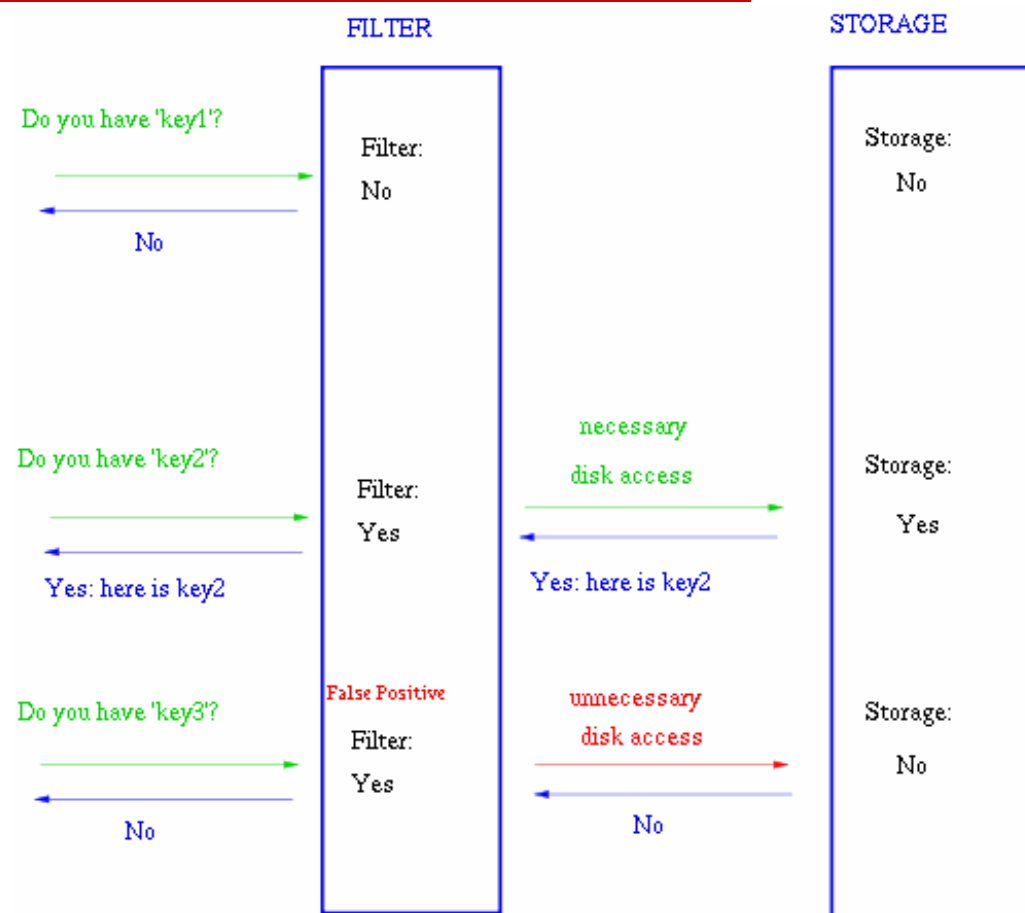 FILTER
STORAGE
Do you have 'key1'?
Filter:
No
Storage:
No
No
necessary
disk access
Do you have 'key2'?
Filter:
Yes
Storage:
Yes
Yes: here is key2
Yes: here is key2
False Positive
unnecessary
disk access
Do you have 'key3'?
Filter:
Yes
Storage:
No
No
No